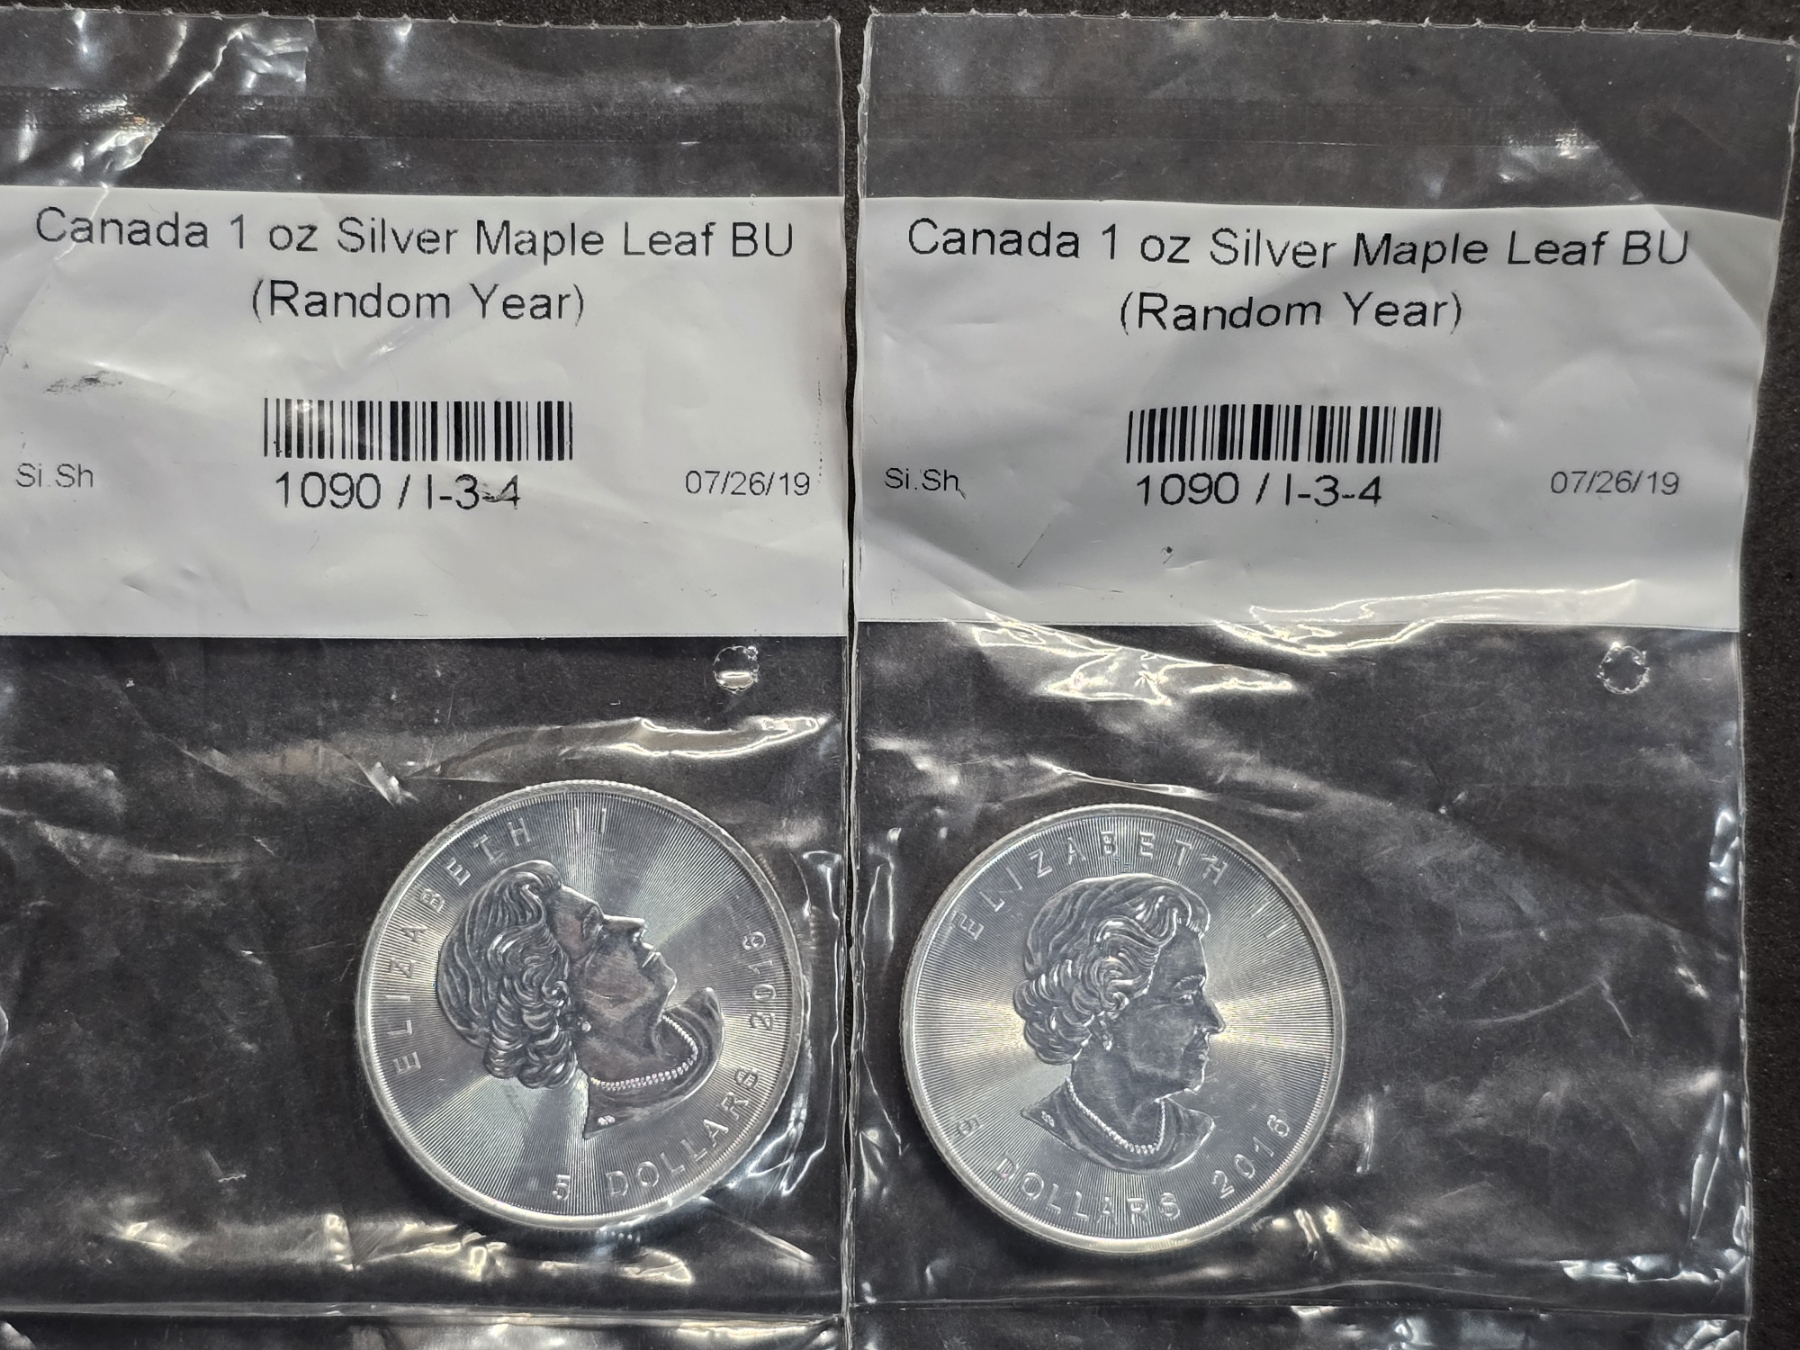 Canada 1 oz Silver Maple Leaf BU
(Random Year)
Si.Sh
1090 / I-3-4
07/26/19
ELIZABETH II
5 DOLLARS 2016
Canada 1 oz Silver Maple Leaf BU
(Random Year)
Si.Sh
1090 / I-3-4
07/26/19
ELIZABETH II
5 DOLLARS 2016